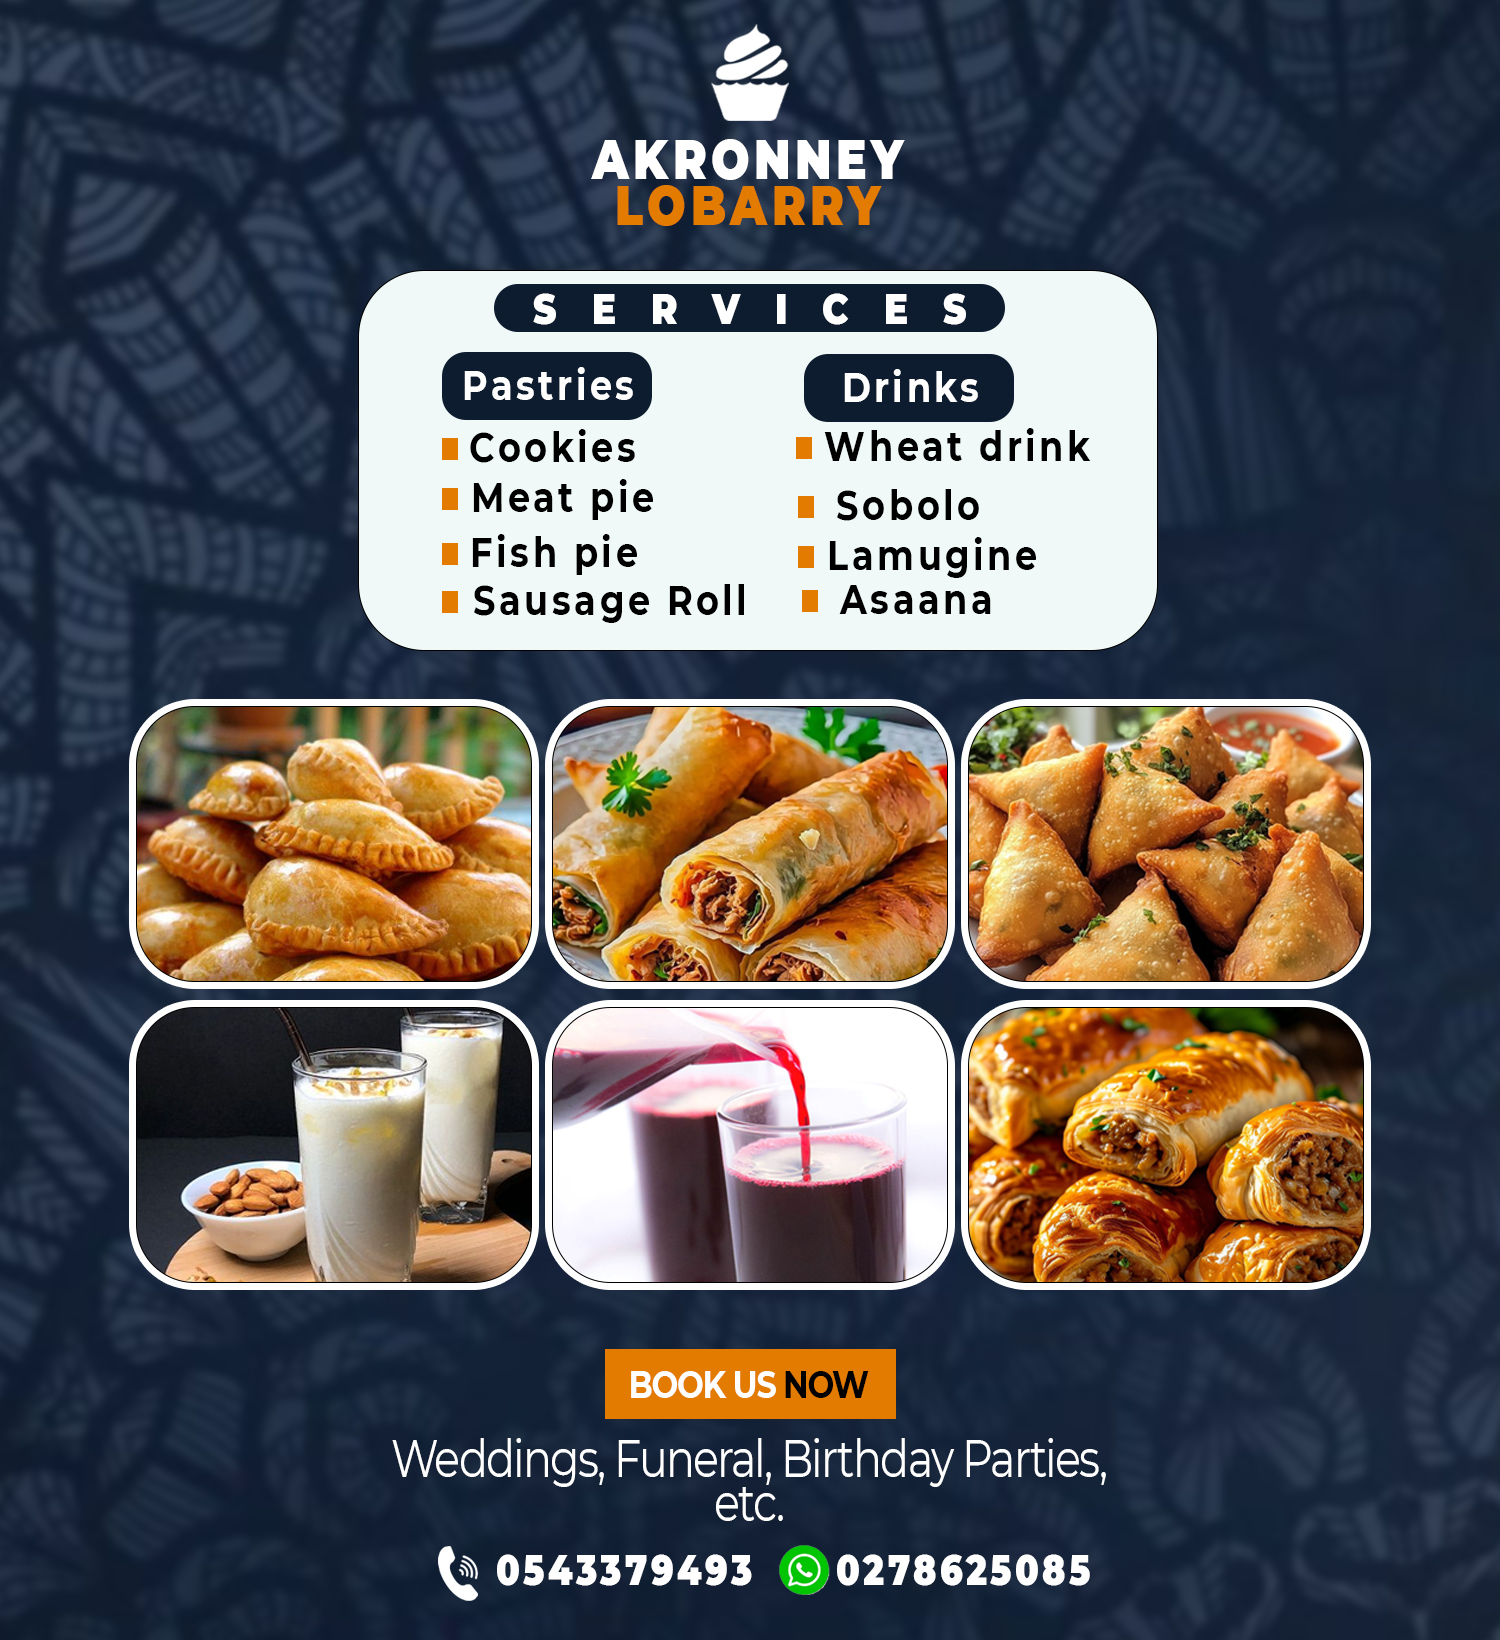 AKRONNEY
LOBARRY
SERVICES
Pastries
Cookies
Meat pie
Fish pie
Sausage Roll
Drinks
Wheat drink
Sobolo
Lamugine
Asaana
BOOK US NOW
Weddings, Funeral, Birthday Parties,
etc.
0543379493 0278625085